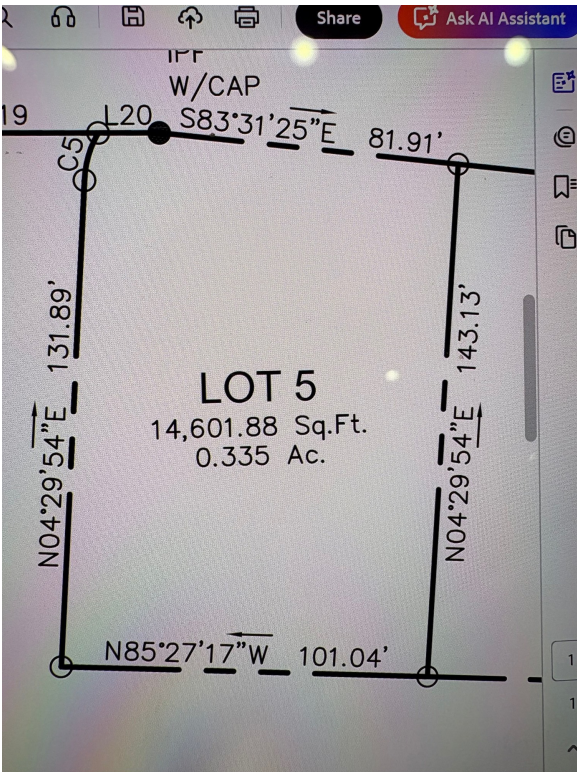 Share
Ask AI Assistant
IPF
W/CAP
19
L20
S83°31'25"E
81.91'
C5
131.89'
N04°29'54"E
143.13'
N04°29'54"E
LOT 5
14,601.88 Sq.Ft.
0.335 Ac.
N85°27'17"W
101.04'
1
1